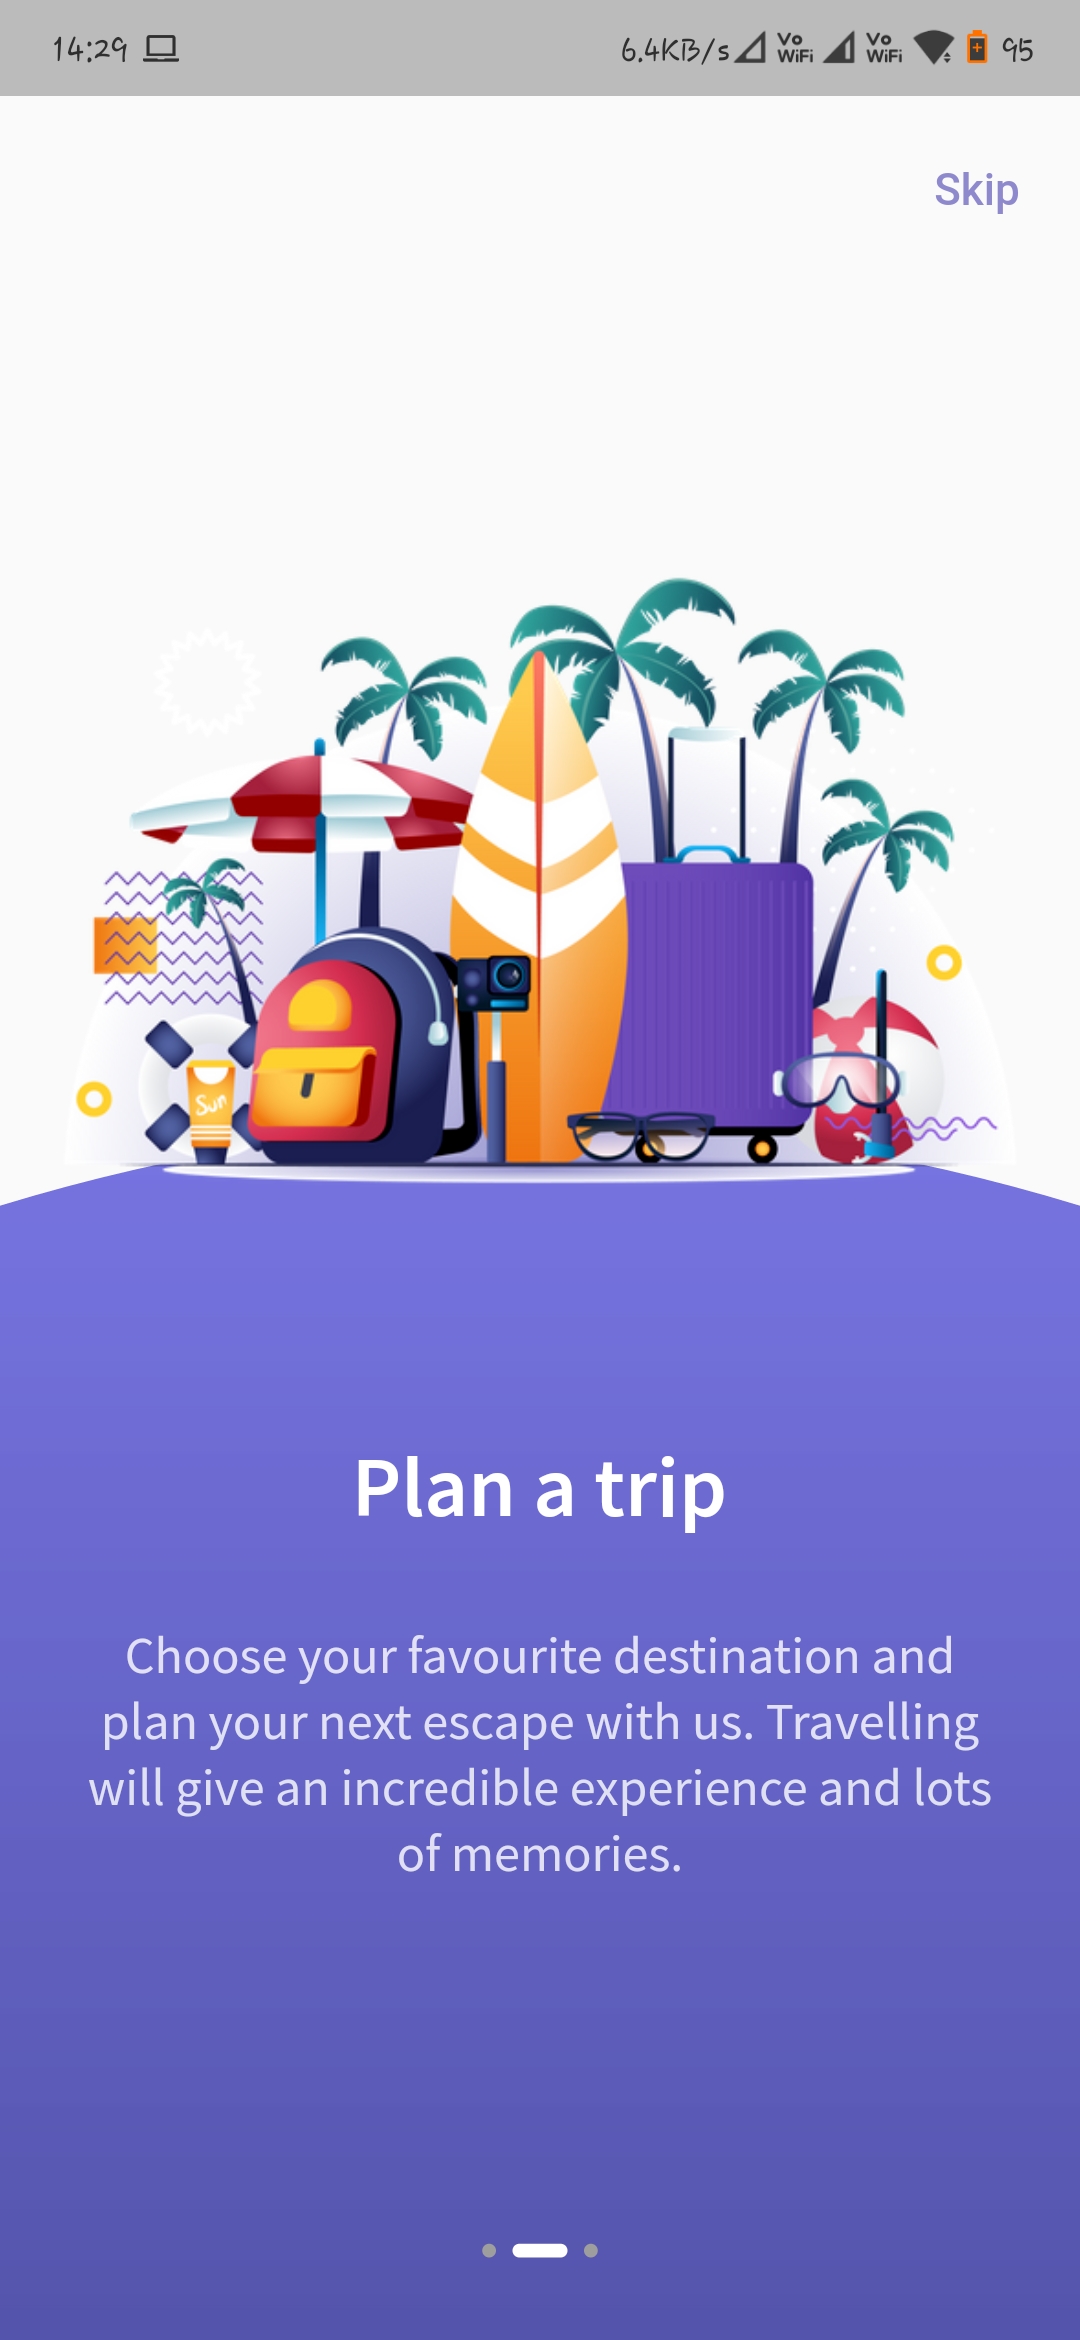 14:29 6.4KB/s Vo WiFi Vo WiFi 95
Skip
Sun
Plan a trip
Choose your favourite destination and
plan your next escape with us. Travelling
will give an incredible experience and lots
of memories.